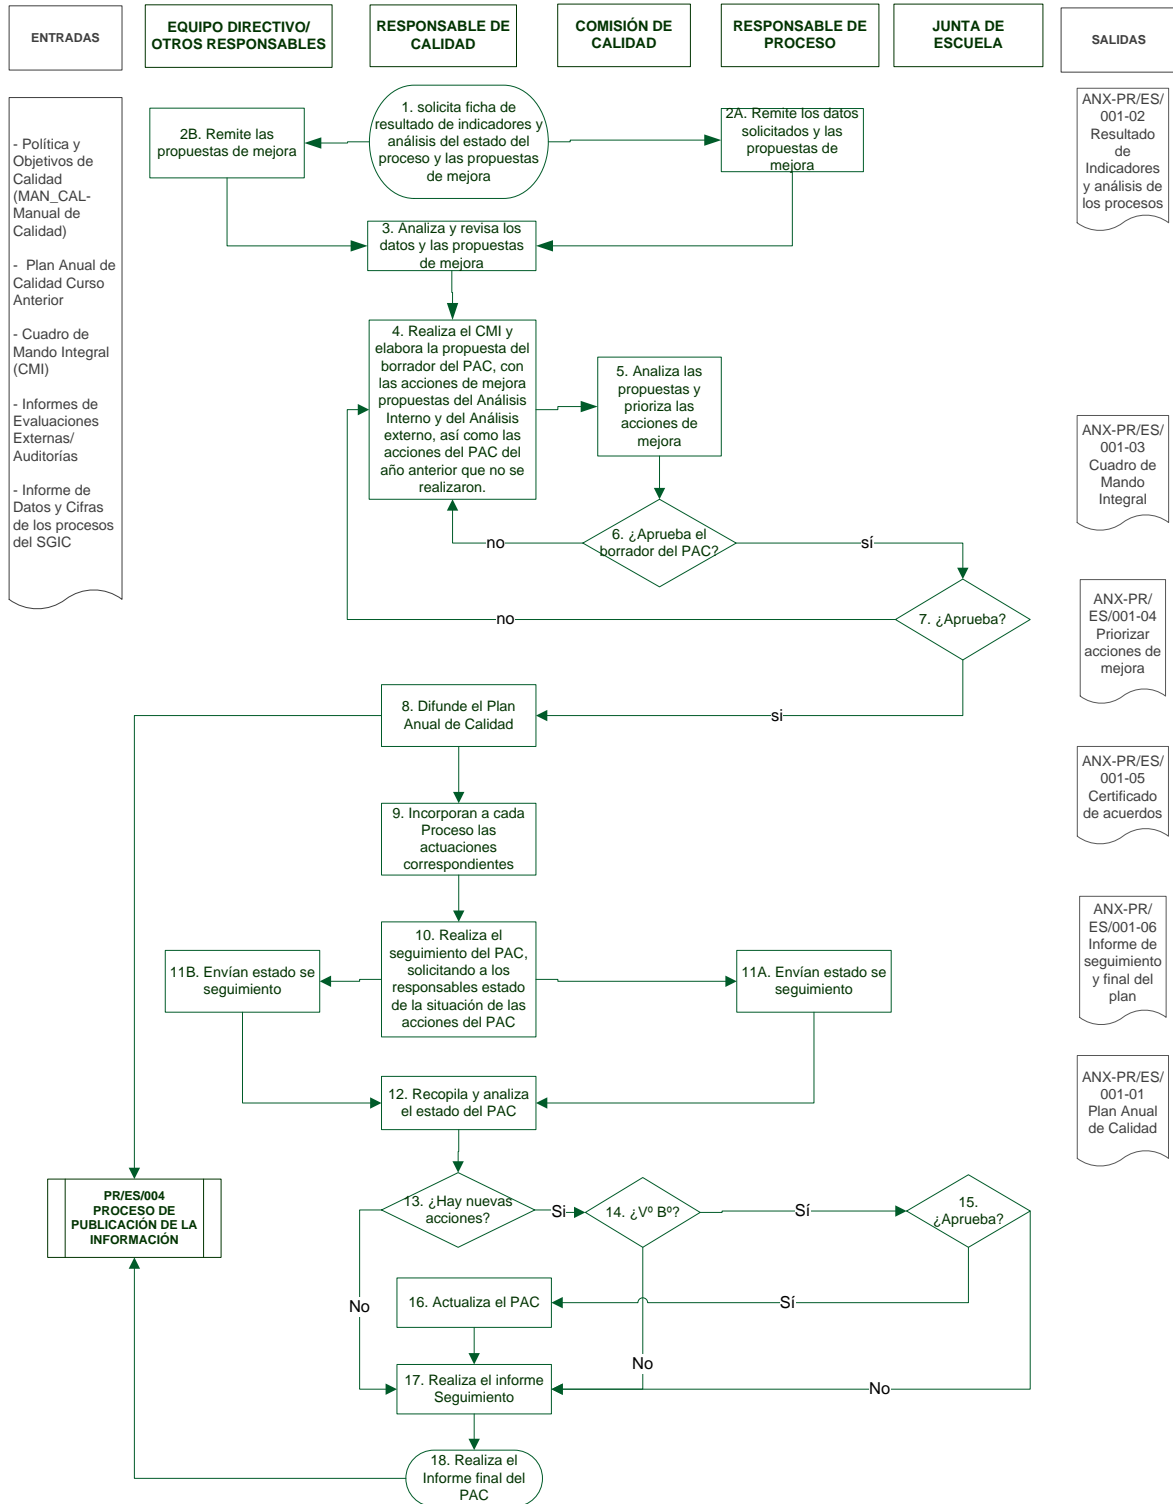 ENTRADAS
EQUIPO DIRECTIVO/
OTROS RESPONSABLES
RESPONSABLE DE
CALIDAD
COMISIÓN DE
CALIDAD
RESPONSABLE DE
PROCESO
JUNTA DE
ESCUELA
SALIDAS
- Política y
Objetivos de
Calidad
(MAN_CAL-
Manual de
Calidad)
- Plan Anual de
Calidad Curso
Anterior
- Cuadro de
Mando Integral
(CMI)
- Informes de
Evaluaciones
Externas/
Auditorías
- Informe de
Datos y Cifras
de los procesos
del SGIC
1. solicita ficha de
resultado de indicadores y
análisis del estado del
proceso y las propuestas
de mejora
2B. Remite las
propuestas de mejora
2A. Remite los datos
solicitados y las
propuestas de
mejora
3. Analiza y revisa los
datos y las propuestas
de mejora
4. Realiza el CMI y
elabora la propuesta del
borrador del PAC, con
las acciones de mejora
propuestas del Análisis
Interno y del Análisis
externo, así como las
acciones del PAC del
año anterior que no se
realizaron.
5. Analiza las
propuestas y
prioriza las
acciones de
mejora
6. ¿Aprueba el
borrador del PAC?
no
sí
7. ¿Aprueba?
no
si
8. Difunde el Plan
Anual de Calidad
9. Incorporan a cada
Proceso las
actuaciones
correspondientes
10. Realiza el
seguimiento del PAC,
solicitando a los
responsables estado
de la situación de las
acciones del PAC
11B. Envían estado se
seguimiento
11A. Envían estado se
seguimiento
12. Recopila y analiza
el estado del PAC
13. ¿Hay nuevas
acciones?
Si
14. ¿Vº Bº?
Sí
15.
¿Aprueba?
No
16. Actualiza el PAC
Sí
No
17. Realiza el informe
Seguimiento
No
18. Realiza el
Informe final del
PAC
PR/ES/004
PROCESO DE
PUBLICACIÓN DE LA
INFORMACIÓN
ANX-PR/ES/
001-02
Resultado
de
Indicadores
y análisis de
los procesos
ANX-PR/ES/
001-03
Cuadro de
Mando
Integral
ANX-PR/
ES/001-04
Priorizar
acciones de
mejora
ANX-PR/ES/
001-05
Certificado
de acuerdos
ANX-PR/
ES/001-06
Informe de
seguimiento
y final del
plan
ANX-PR/ES/
001-01
Plan Anual
de Calidad